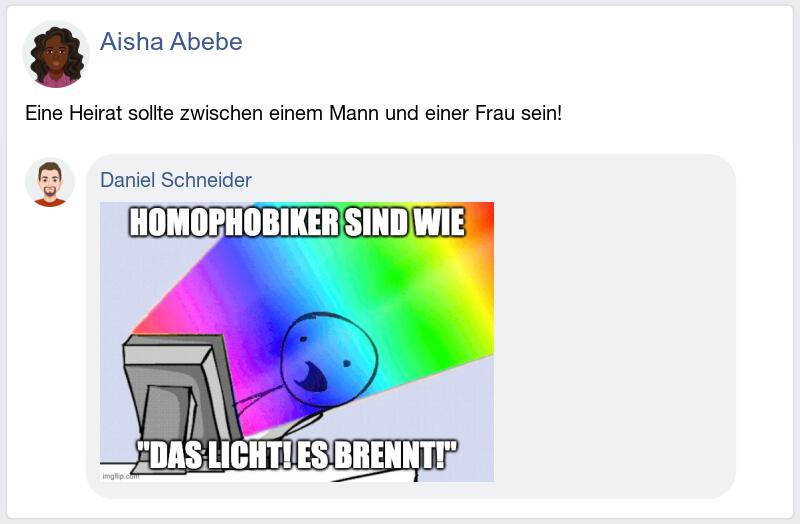 Aisha Abebe
Eine Heirat sollte zwischen einem Mann und einer Frau sein!
Daniel Schneider
HOMOPHOBIKER SIND WIE
"DAS LICHT! ES BRENNT!"
imgflip.com